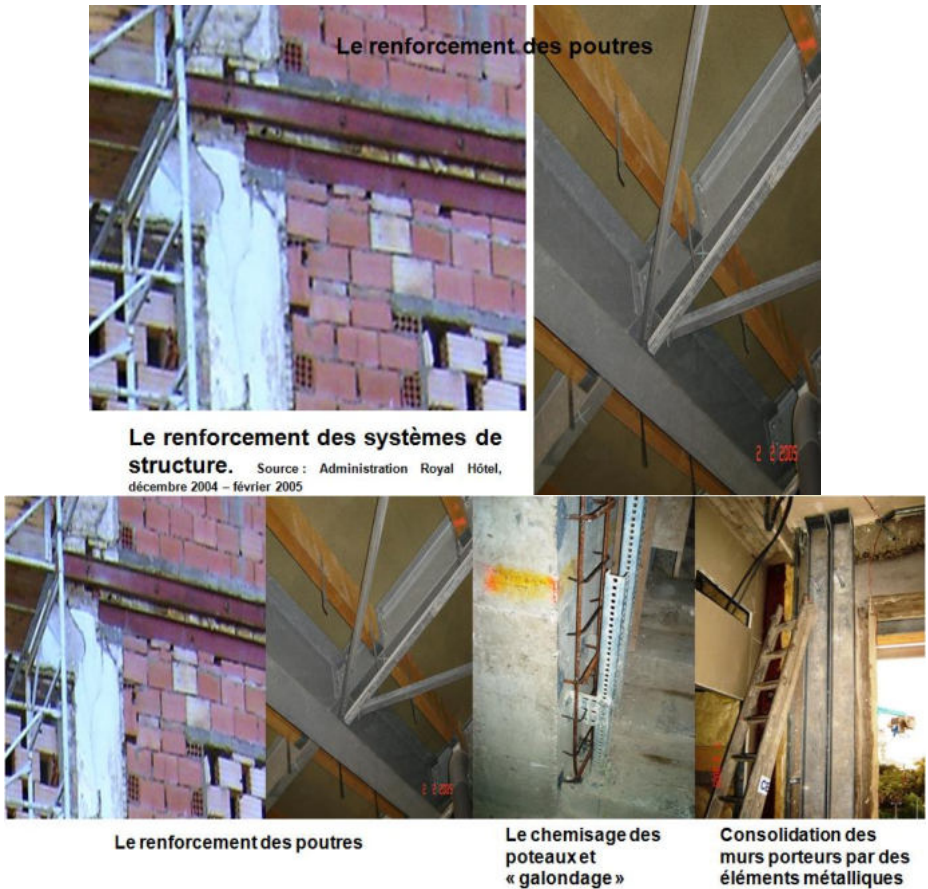 Le renforcement des poutres
2 2 2005
Le renforcement des systèmes de
structure. Source : Administration Royal Hôtel,
décembre 2004 – février 2005
2 2 2005
Le renforcement des poutres
Le chemisage des
poteaux et
« galondage »
Consolidation des
murs porteurs par des
éléments métalliques